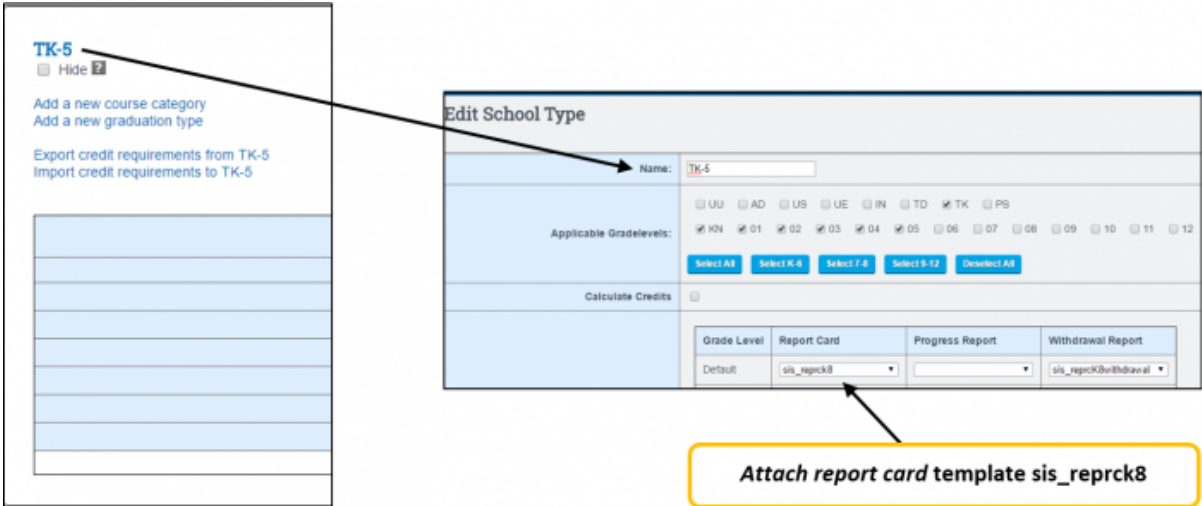 TK-5
Hide ?
Add a new course category
Add a new graduation type
Export credit requirements from TK-5
Import credit requirements to TK-5
Edit School Type
Name: TK-5
UU AD US UE IN TD TK PS
Applicable Gradelevels:
KN 01 02 03 04 05 06 07 08 09 10 11 12
Select All Select K-6 Select 7-8 Select 9-12 Deselect All
Calculate Credits
Grade Level Report Card Progress Report Withdrawal Report
Default sis_reprck8 sis_reprcK8withdrawal
Attach report card template sis_reprck8